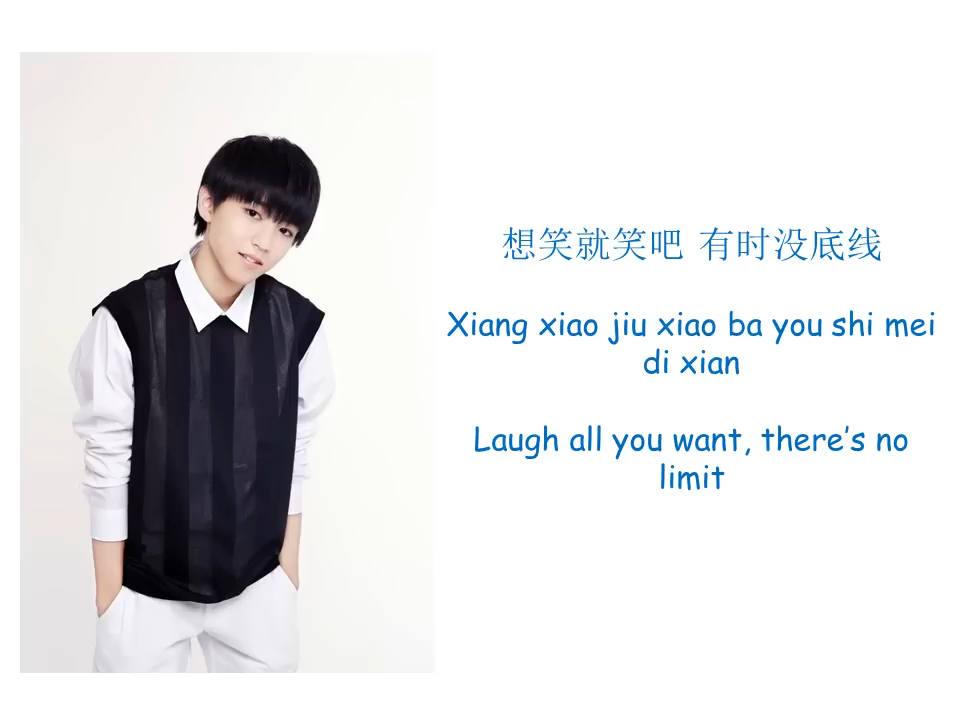 想笑就笑吧 有时没底线
Xiang xiao jiu xiao ba you shi mei
di xian
Laugh all you want, there’s no
limit